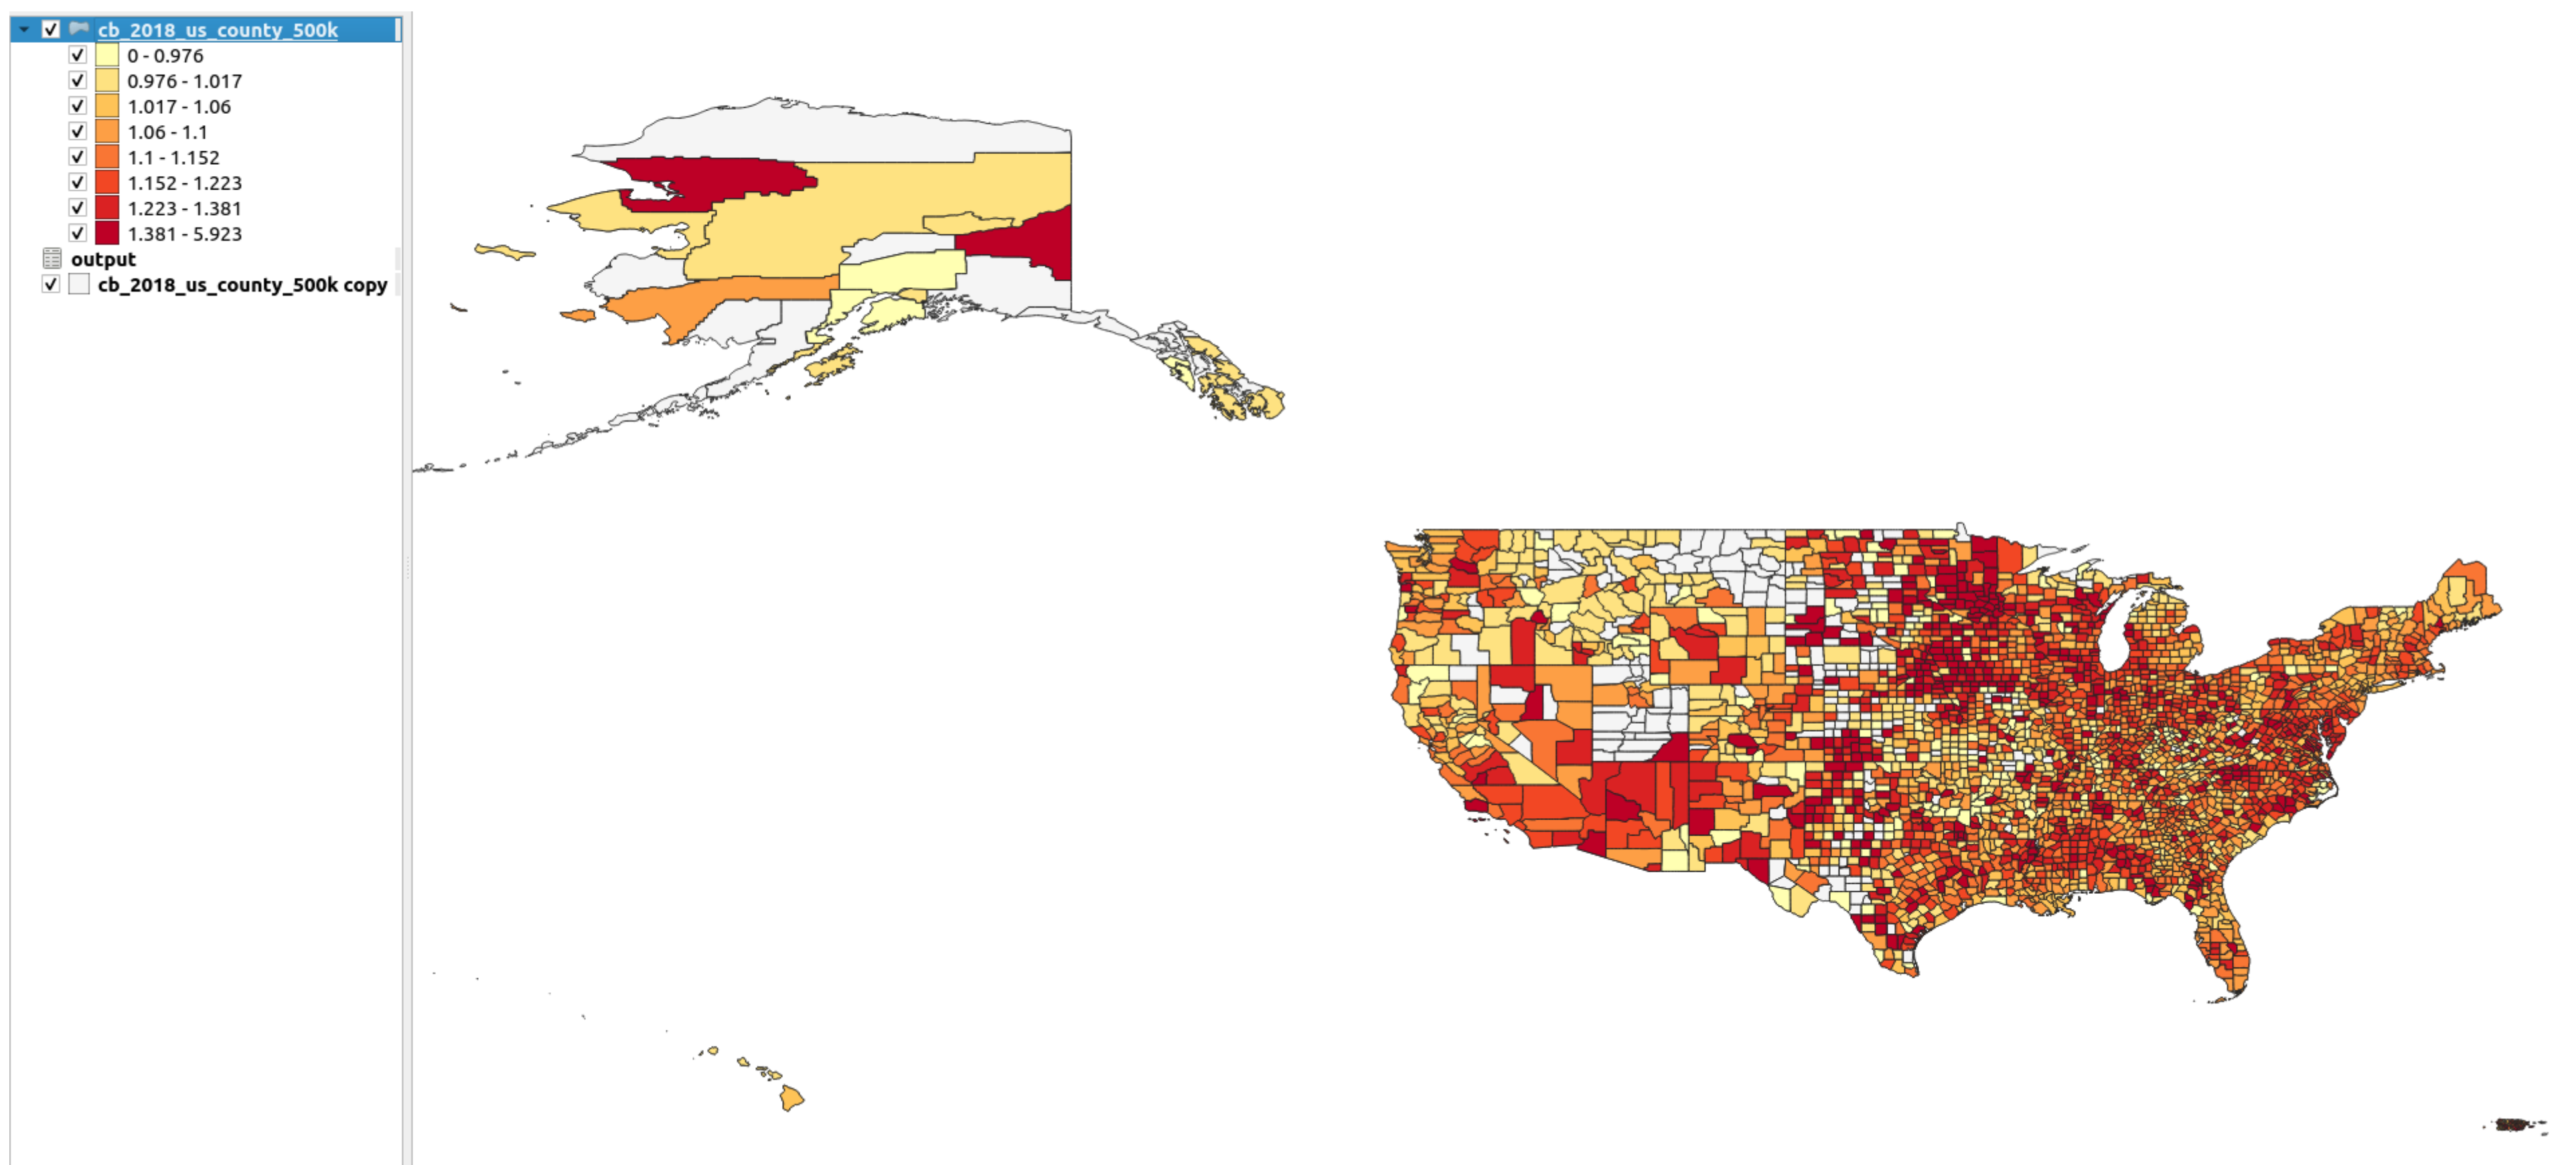 cb_2018_us_county_500k
0 - 0.976
0.976 - 1.017
1.017 - 1.06
1.06 - 1.1
1.1 - 1.152
1.152 - 1.223
1.223 - 1.381
1.381 - 5.923
output
cb_2018_us_county_500k copy